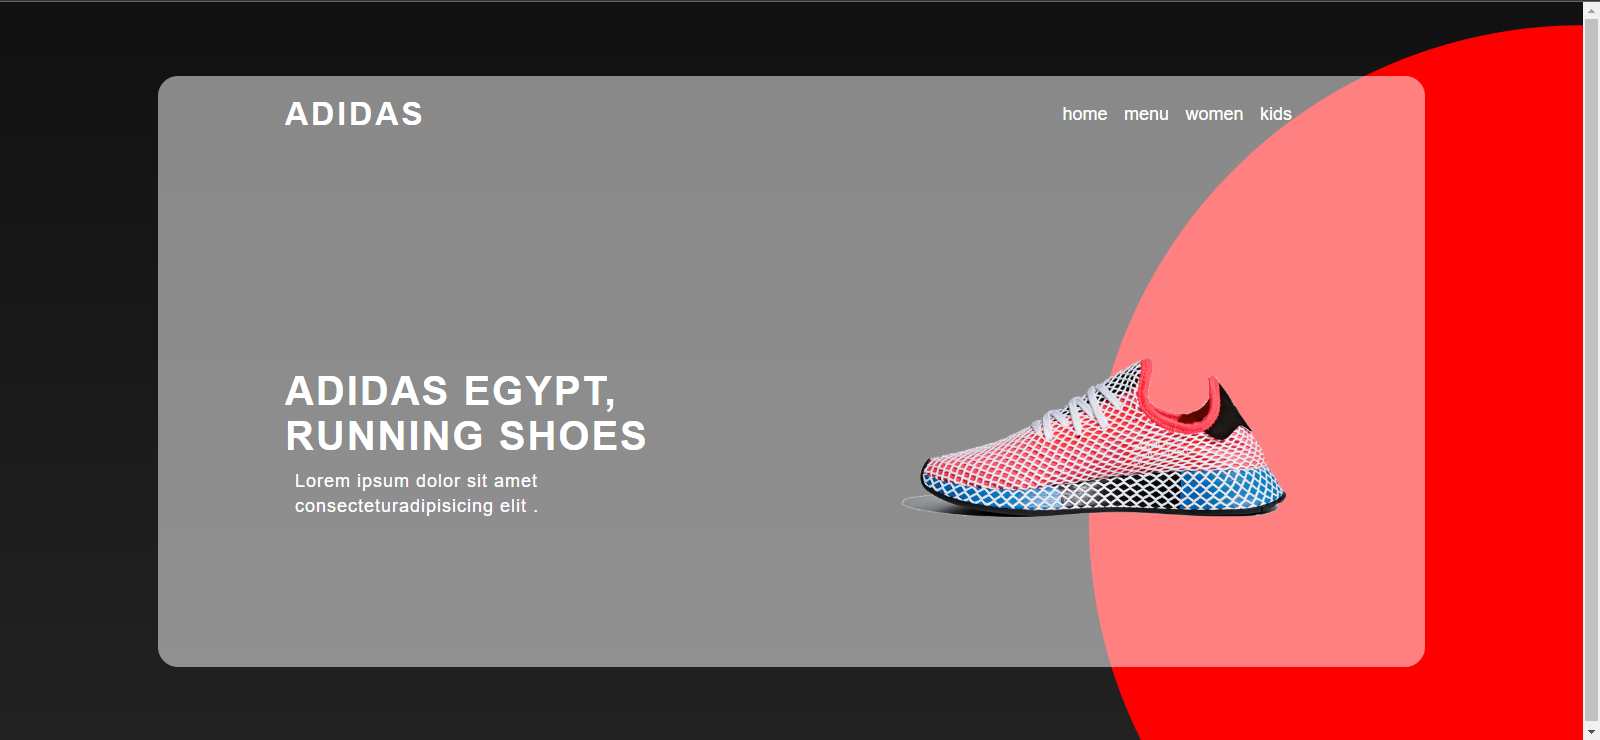 ADIDAS
home menu women kids
ADIDAS EGYPT,
RUNNING SHOES
Lorem ipsum dolor sit amet
consecteturadipisicing elit .